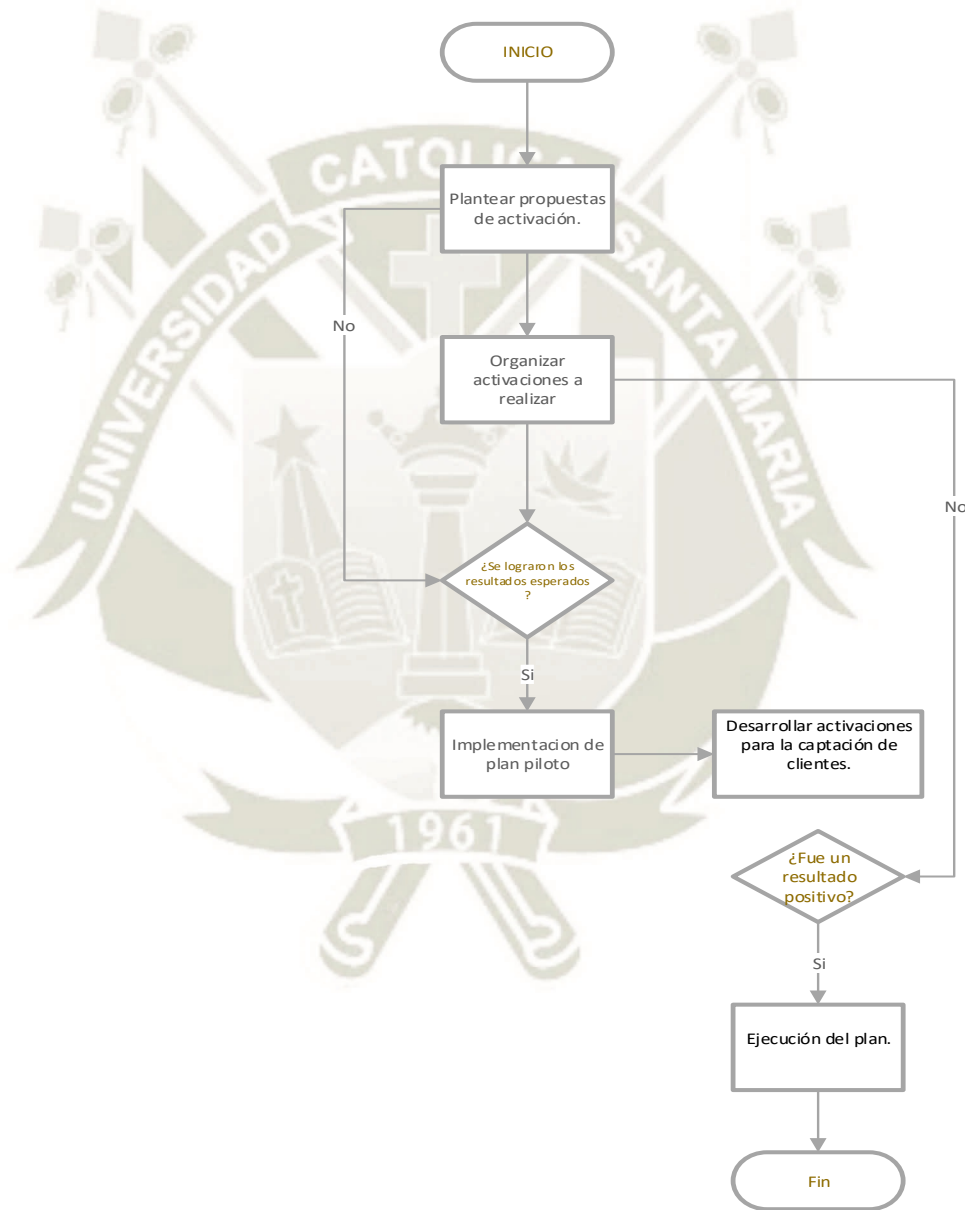 INICIO
CATOLICA
Plantear propuestas
de activación.
UNIVERSIDAD
SANTA MARIA
No
Organizar
activaciones a
realizar
No
¿Se lograron los
resultados esperados
?
Si
Implementacion de
plan piloto
Desarrollar activaciones
para la captación de
clientes.
1961
¿Fue un
resultado
positivo?
Si
Ejecución del plan.
Fin